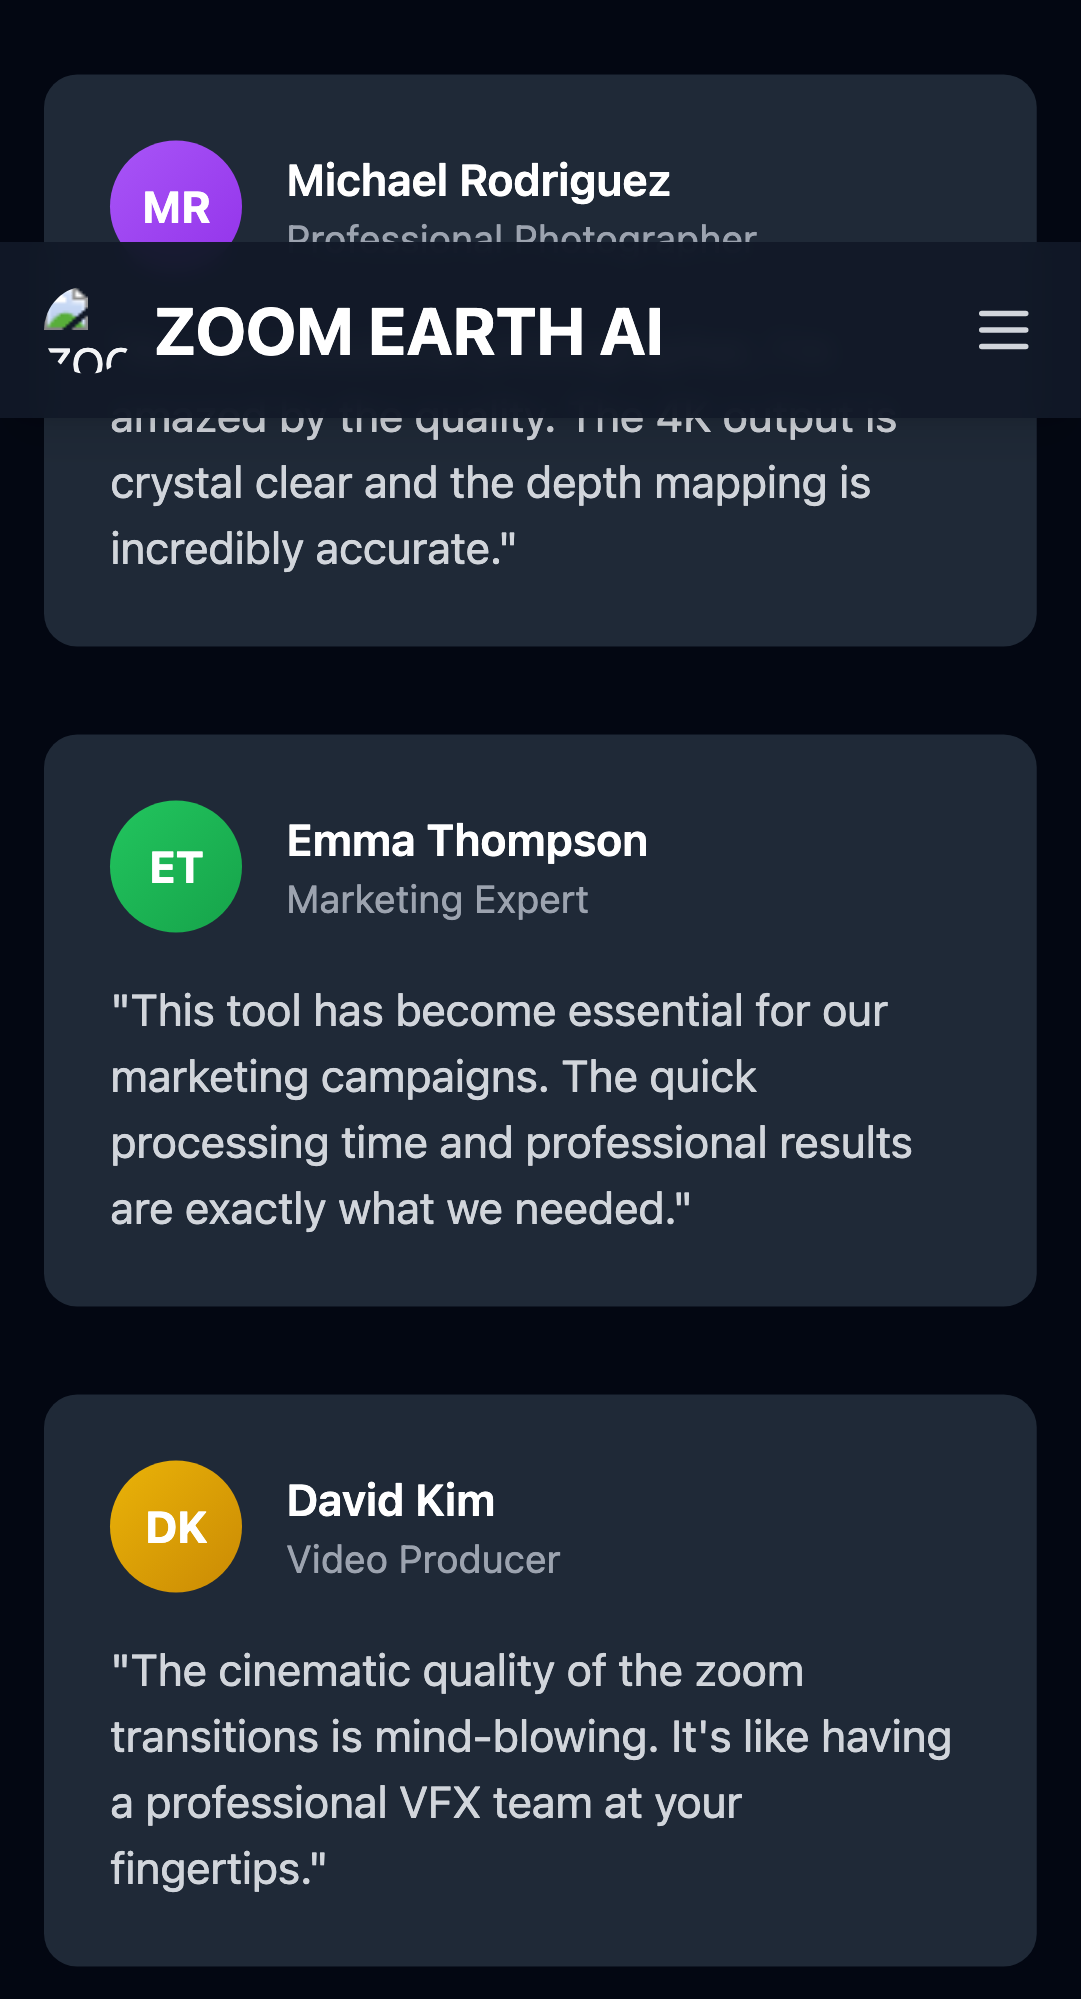 MR
Michael Rodriguez
Professional Photographer
ZOOM EARTH AI
amazed by the quality. The 4K output is
crystal clear and the depth mapping is
incredibly accurate."
ET
Emma Thompson
Marketing Expert
"This tool has become essential for our
marketing campaigns. The quick
processing time and professional results
are exactly what we needed."
DK
David Kim
Video Producer
"The cinematic quality of the zoom
transitions is mind-blowing. It's like having
a professional VFX team at your
fingertips."